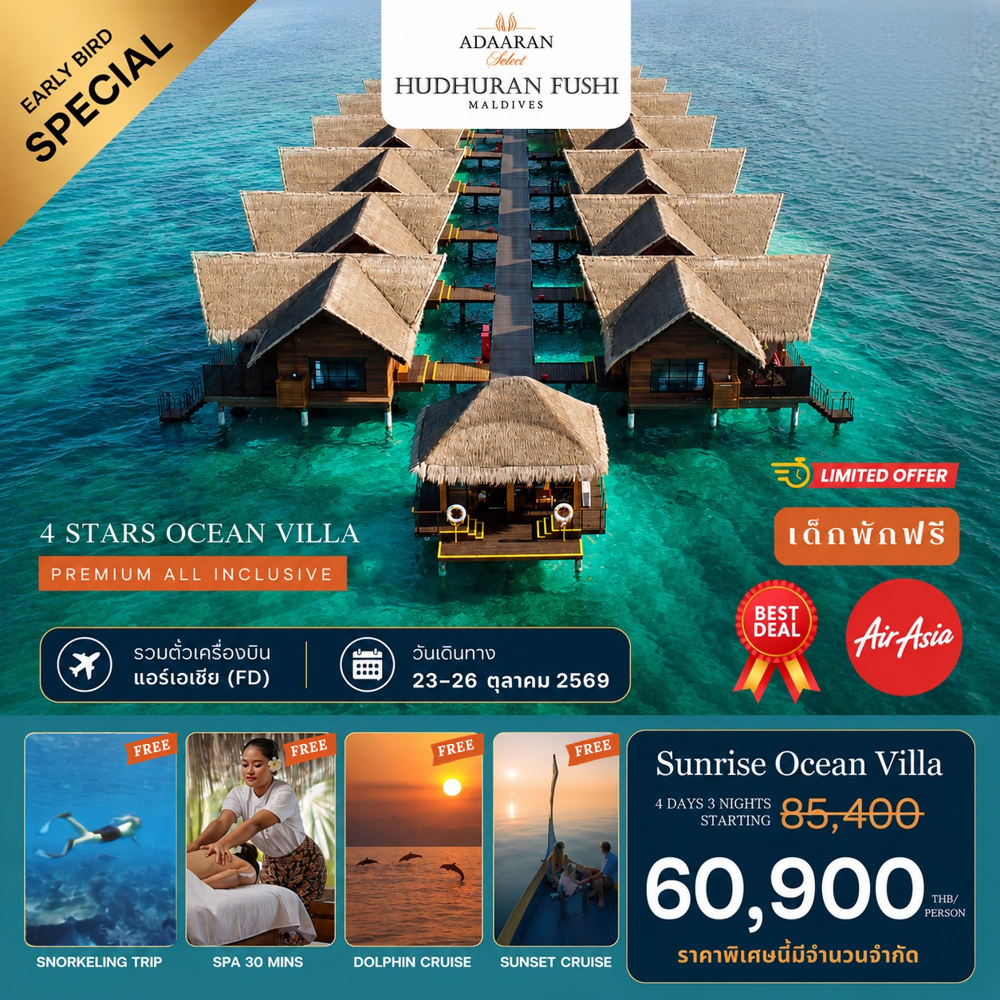 EARLY BIRD
SPECIAL
ADAARAN
Select
HUDHURAN FUSHI
MALDIVES
LIMITED OFFER
เด็กพักฟรี
4 STARS OCEAN VILLA
PREMIUM ALL INCLUSIVE
BEST
DEAL
AirAsia
รวมตั๋วเครื่องบิน
แอร์เอเชีย (FD)
วันเดินทาง
23–26 ตุลาคม 2569
FREE
SNORKELING TRIP
FREE
SPA 30 MINS
FREE
DOLPHIN CRUISE
FREE
SUNSET CRUISE
Sunrise Ocean Villa
4 DAYS 3 NIGHTS
STARTING
85,400
60,900
THB/
PERSON
ราคาพิเศษนี้มีจำนวนจำกัด